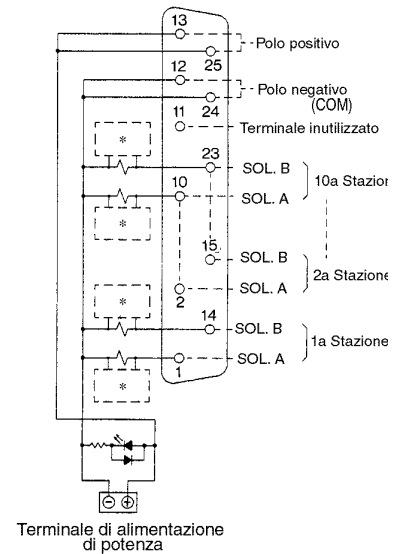 13
Polo positivo
25
12
Polo negativo
(COM)
24
11
Terminale inutilizzato
*
23
SOL. B
10a Stazion
10
SOL. A
*
15
SOL. B
2a Stazione
SOL. A
2
*
14
SOL. B
1a Stazione
SOL. A
1
*
⊖ ⊕
Terminale di alimentazione
di potenza